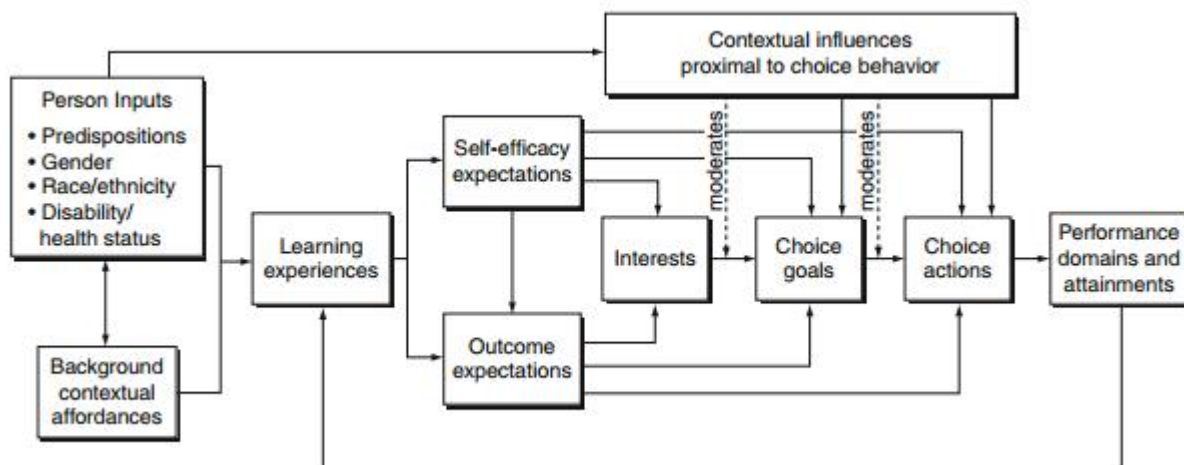 Contextual influences
proximal to choice behavior
Person Inputs
• Predispositions
• Gender
• Race/ethnicity
• Disability/
health status
Background
contextual
affordances
Learning
experiences
Self-efficacy
expectations
Outcome
expectations
Interests
moderates
Choice
goals
moderates
Choice
actions
Performance
domains and
attainments